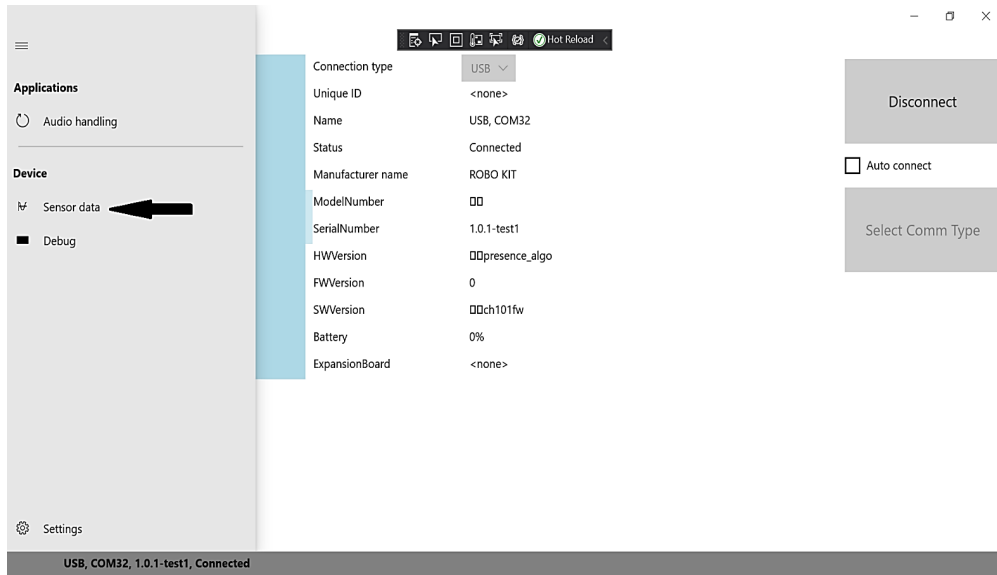 Hot Reload
Applications
Audio handling
Device
Sensor data
Debug
Settings
Connection type USB
Unique ID <none>
Name USB, COM32
Status Connected
Manufacturer name ROBO KIT
ModelNumber □□
SerialNumber 1.0.1-test1
HWVersion □□presence_algo
FWVersion 0
SWVersion □□ch101fw
Battery 0%
ExpansionBoard <none>
Disconnect
Auto connect
Select Comm Type
USB, COM32, 1.0.1-test1, Connected